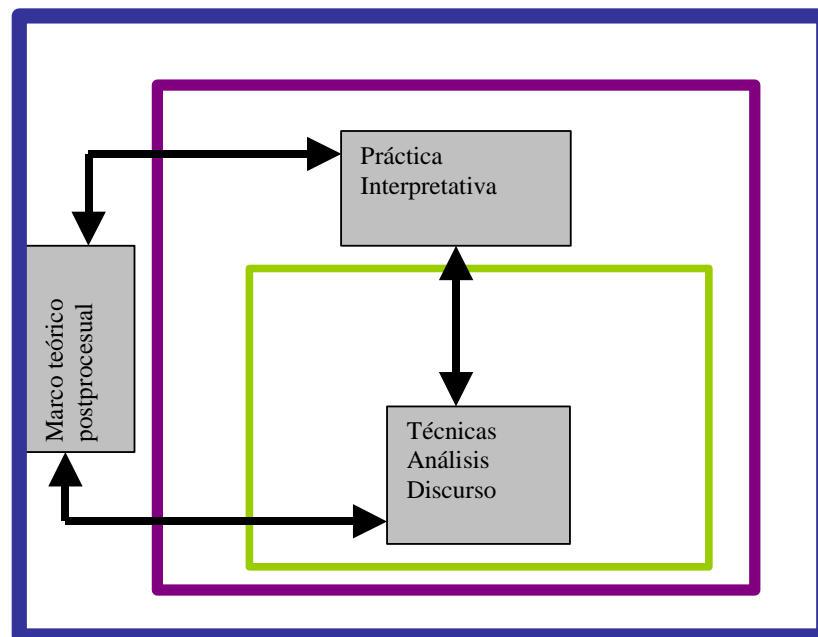 Práctica
Interpretativa
Marco teórico
postprocesual
Técnicas
Análisis
Discurso